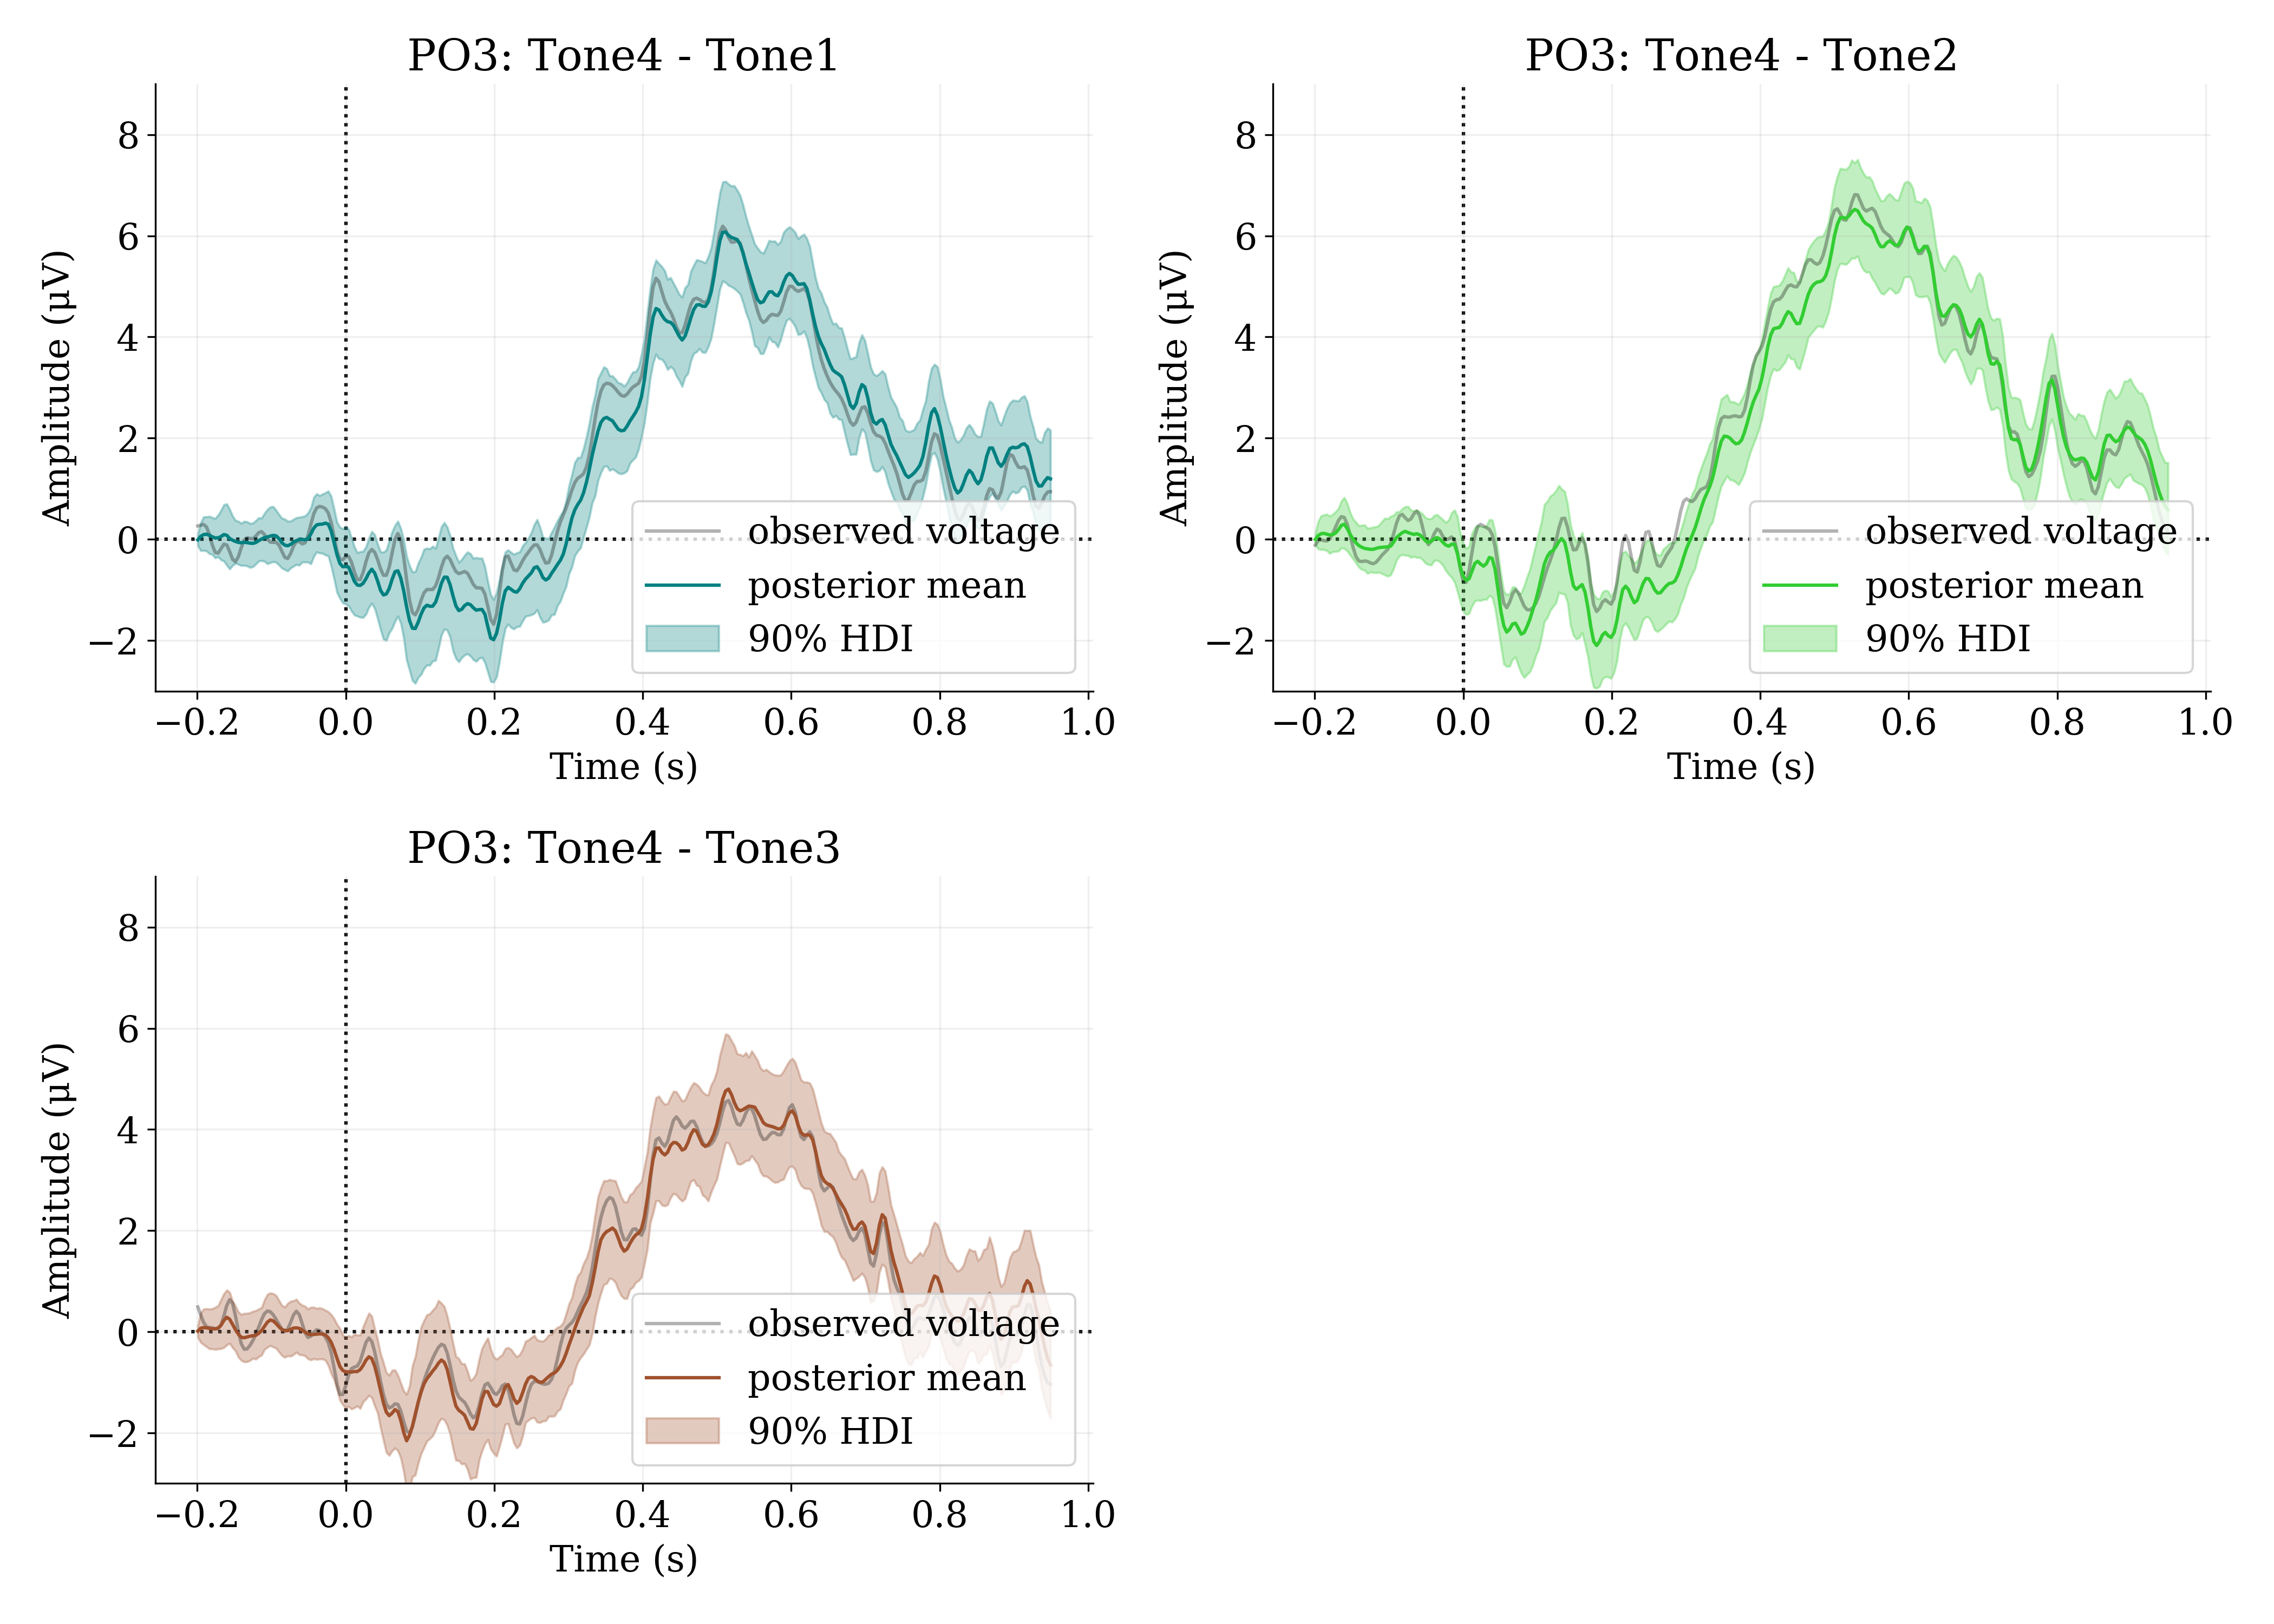 PO3: Tone4 - Tone1
Amplitude (µV)
8
6
4
2
0
−2
observed voltage
posterior mean
90% HDI
−0.2 0.0 0.2 0.4 0.6 0.8 1.0
Time (s)
PO3: Tone4 - Tone2
Amplitude (µV)
8
6
4
2
0
−2
observed voltage
posterior mean
90% HDI
−0.2 0.0 0.2 0.4 0.6 0.8 1.0
Time (s)
PO3: Tone4 - Tone3
Amplitude (µV)
8
6
4
2
0
−2
observed voltage
posterior mean
90% HDI
−0.2 0.0 0.2 0.4 0.6 0.8 1.0
Time (s)